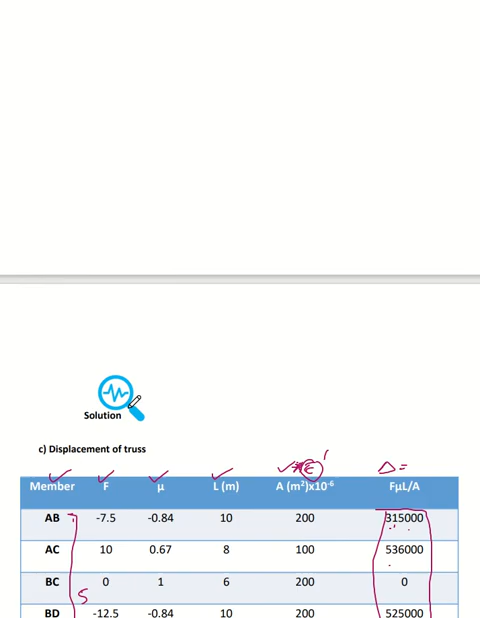 Solution
c) Displacement of truss
✓ ✓ ✓ ✓ ✓ Δ =
Member F μ L (m) A (m²)x10⁻⁶ FμL/A
AB -7.5 -0.84 10 200 315000
AC 10 0.67 8 100 536000
BC 0 1 6 200 0
5
BD -12.5 -0.84 10 200 525000